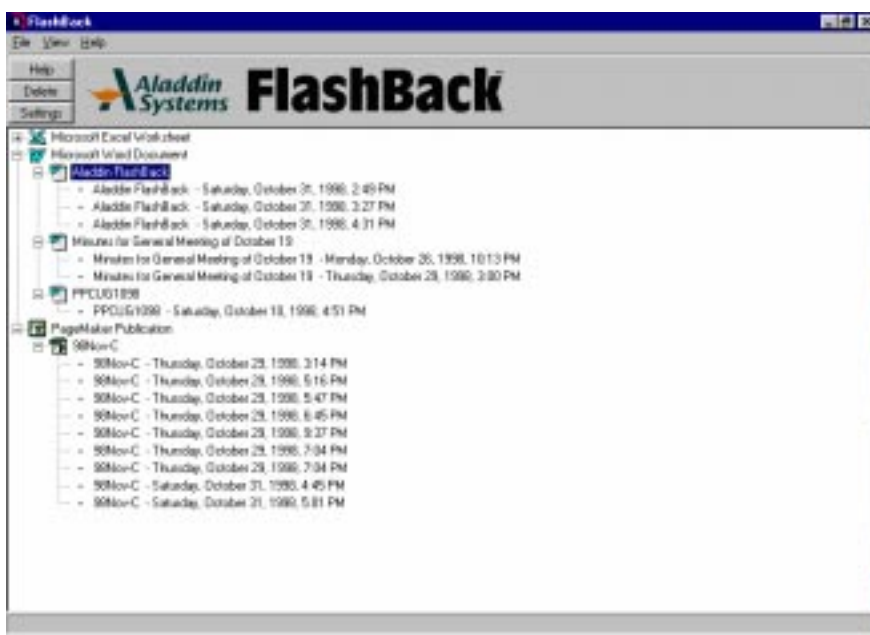 FlashBack
File View Help
Help
Delete
Settings
Aladdin
Systems
FlashBack
Microsoft Excel Worksheet
Microsoft Word Document
Aladdin FlashBack
Aladdin FlashBack - Saturday, October 31, 1998, 2:49 PM
Aladdin FlashBack - Saturday, October 31, 1998, 3:27 PM
Aladdin FlashBack - Saturday, October 31, 1998, 4:31 PM
Minutes for General Meeting of October 19
Minutes for General Meeting of October 19 - Monday, October 26, 1998, 10:13 PM
Minutes for General Meeting of October 19 - Thursday, October 29, 1998, 3:00 PM
PPCUG1098
PPCUG1098 - Saturday, October 10, 1998, 4:51 PM
PageMaker Publication
98Nov-C
98Nov-C - Thursday, October 29, 1998, 3:14 PM
98Nov-C - Thursday, October 29, 1998, 5:16 PM
98Nov-C - Thursday, October 29, 1998, 5:47 PM
98Nov-C - Thursday, October 29, 1998, 6:45 PM
98Nov-C - Thursday, October 29, 1998, 9:37 PM
98Nov-C - Thursday, October 29, 1998, 7:04 PM
98Nov-C - Thursday, October 29, 1998, 7:04 PM
98Nov-C - Saturday, October 31, 1998, 4:45 PM
98Nov-C - Saturday, October 31, 1998, 5:01 PM